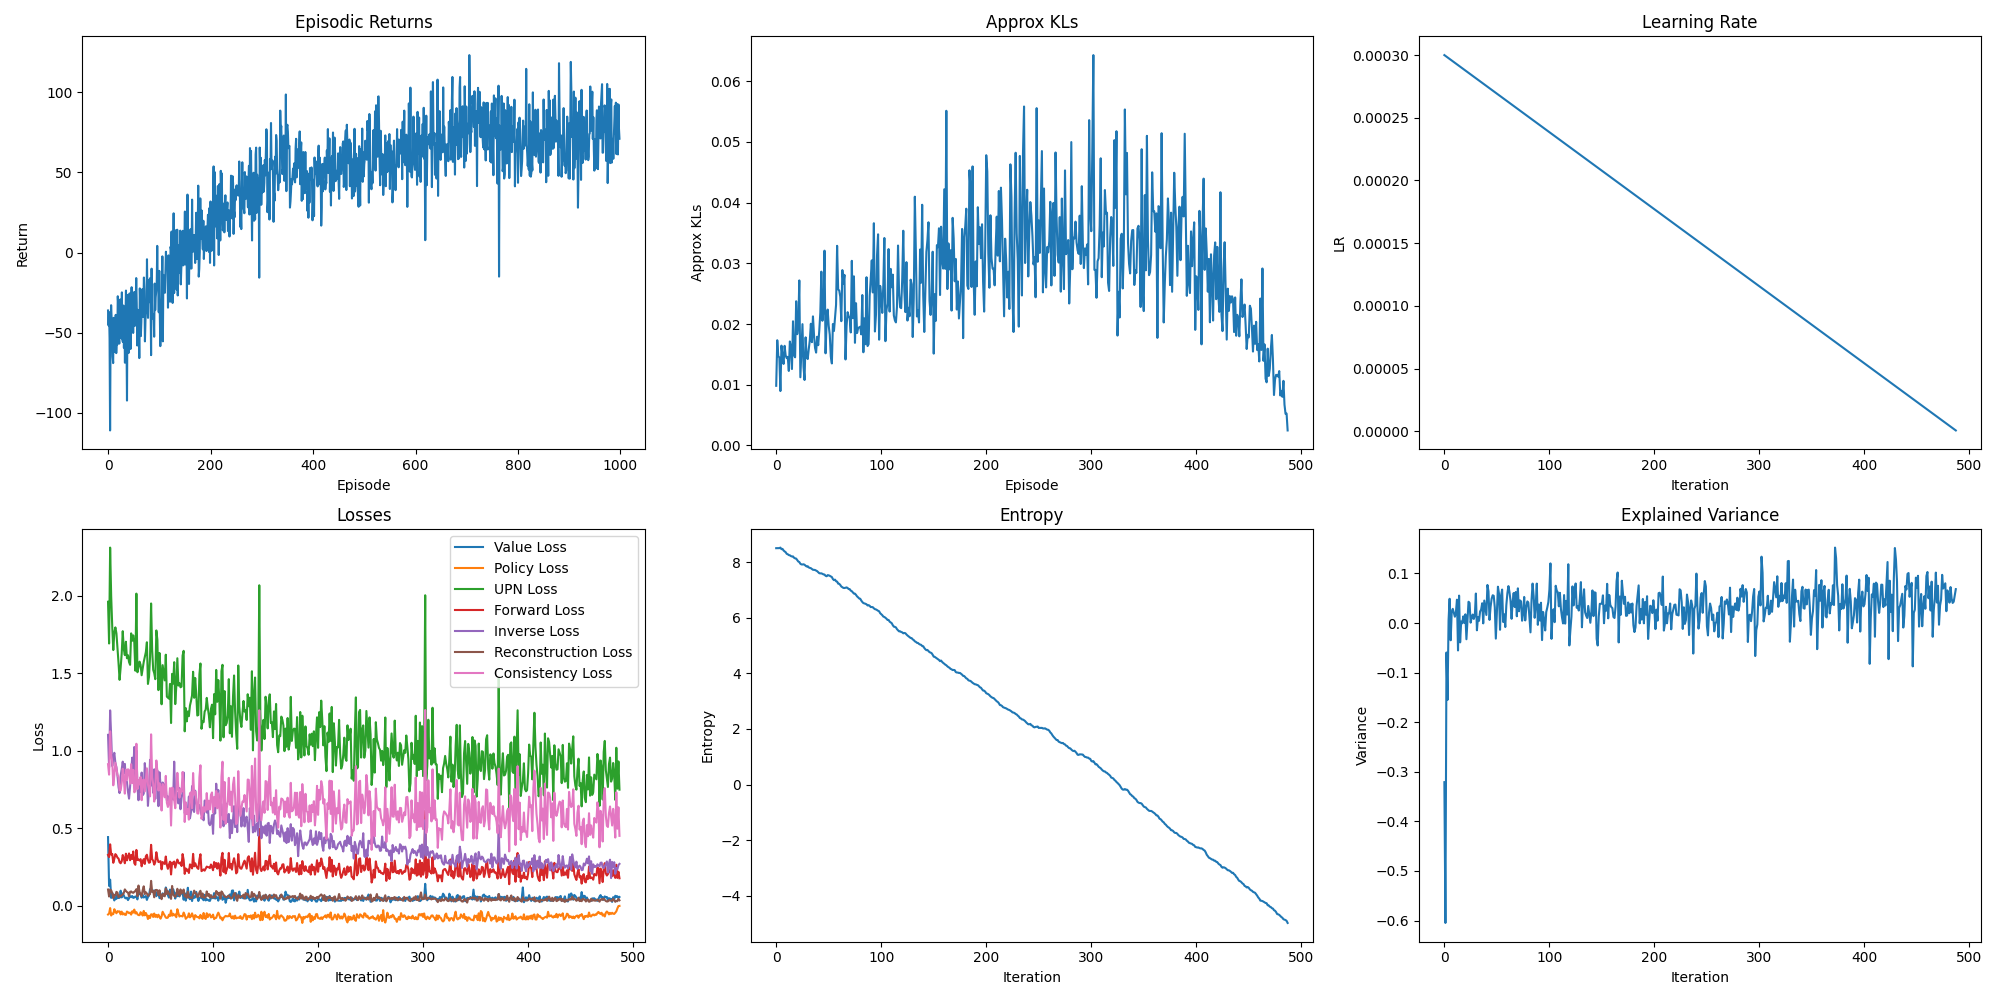 Episodic Returns
Return
100
50
0
−50
−100
0 200 400 600 800 1000
Episode
Approx KLs
Approx KLs
0.06
0.05
0.04
0.03
0.02
0.01
0.00
0 100 200 300 400 500
Episode
Learning Rate
LR
0.00030
0.00025
0.00020
0.00015
0.00010
0.00005
0.00000
0 100 200 300 400 500
Iteration
Losses
Loss
2.0
1.5
1.0
0.5
0.0
Value Loss
Policy Loss
UPN Loss
Forward Loss
Inverse Loss
Reconstruction Loss
Consistency Loss
0 100 200 300 400 500
Iteration
Entropy
Entropy
8
6
4
2
0
−2
−4
0 100 200 300 400 500
Iteration
Explained Variance
Variance
0.1
0.0
−0.1
−0.2
−0.3
−0.4
−0.5
−0.6
0 100 200 300 400 500
Iteration